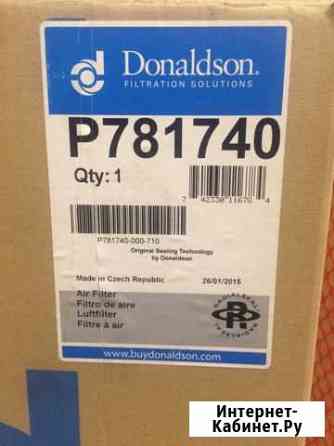 Donaldson.
FILTRATION SOLUTIONS
P781740
Qty: 1
P781740-000-710
Original Sealing Technology
by Donaldson
Made in Czech Republic 26/01/2015
Air Filter
Filtro de aire
Luftfilter
Filtre à air
www.buydonaldson.com
Интернет-
Кабинет.Ру